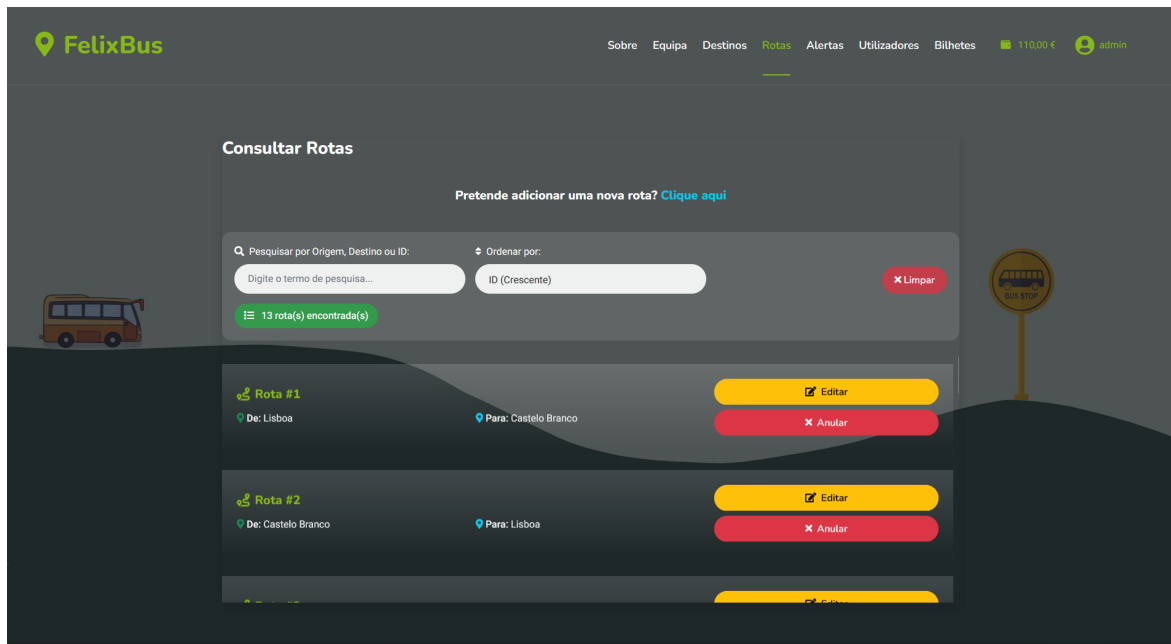 FelixBus
Sobre Equipa Destinos Rotas Alertas Utilizadores Bilhetes 110,00 € admin
Consultar Rotas
Pretende adicionar uma nova rota? Clique aqui
Pesquisar por Origem, Destino ou ID: Ordenar por:
Digite o termo de pesquisa... ID (Crescente) Limpar
13 rota(s) encontrada(s)
BUS STOP
Rota #1 Editar
De: Lisboa Para: Castelo Branco Anular
Rota #2 Editar
De: Castelo Branco Para: Lisboa Anular